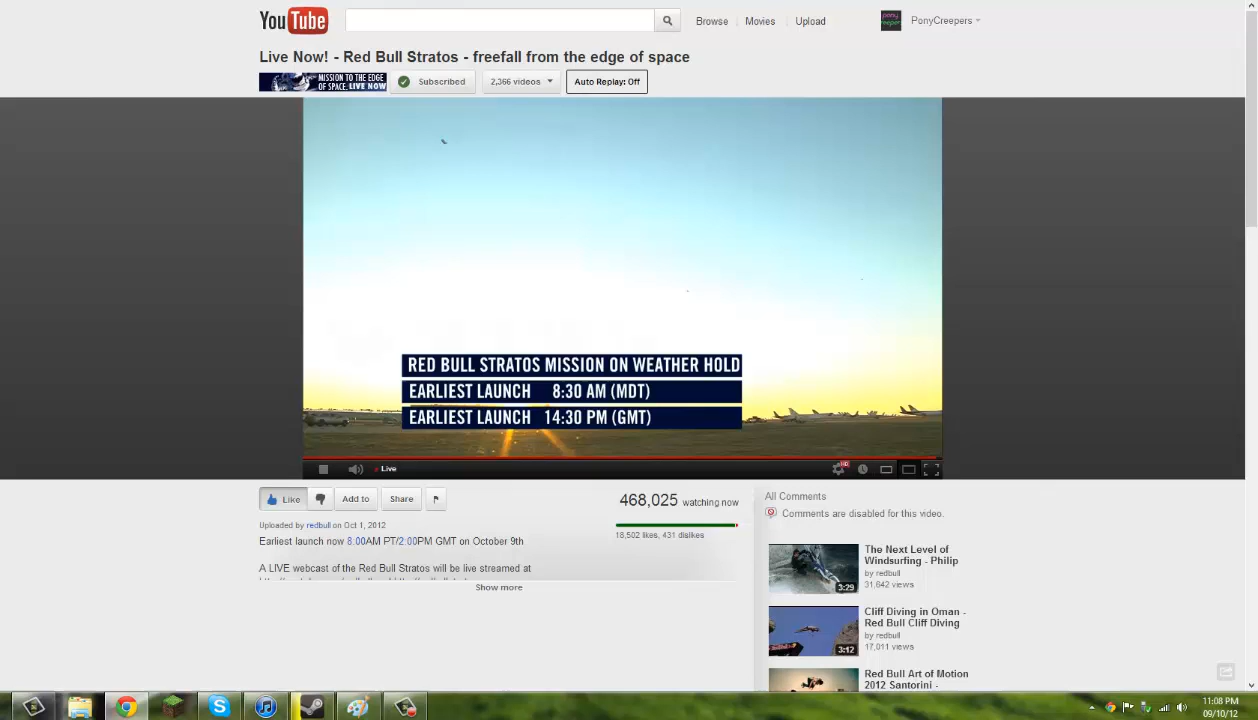 YouTube
Browse Movies Upload
PonyCreepers
Live Now! - Red Bull Stratos - freefall from the edge of space
MISSION TO THE EDGE
OF SPACE. LIVE NOW
Subscribed
2,366 videos
Auto Replay: Off
RED BULL STRATOS MISSION ON WEATHER HOLD
EARLIEST LAUNCH 8:30 AM (MDT)
EARLIEST LAUNCH 14:30 PM (GMT)
Live
HD
Like
Add to
Share
468,025 watching now
18,502 likes, 431 dislikes
Uploaded by redbull on Oct 1, 2012
Earliest launch now 8:00AM PT/2:00PM GMT on October 9th
A LIVE webcast of the Red Bull Stratos will be live streamed at
Show more
All Comments
Comments are disabled for this video.
3:29
The Next Level of
Windsurfing - Philip
by redbull
31,642 views
3:12
Cliff Diving in Oman -
Red Bull Cliff Diving
by redbull
17,011 views
Red Bull Art of Motion
2012 Santorini -
11:08 PM
09/10/12